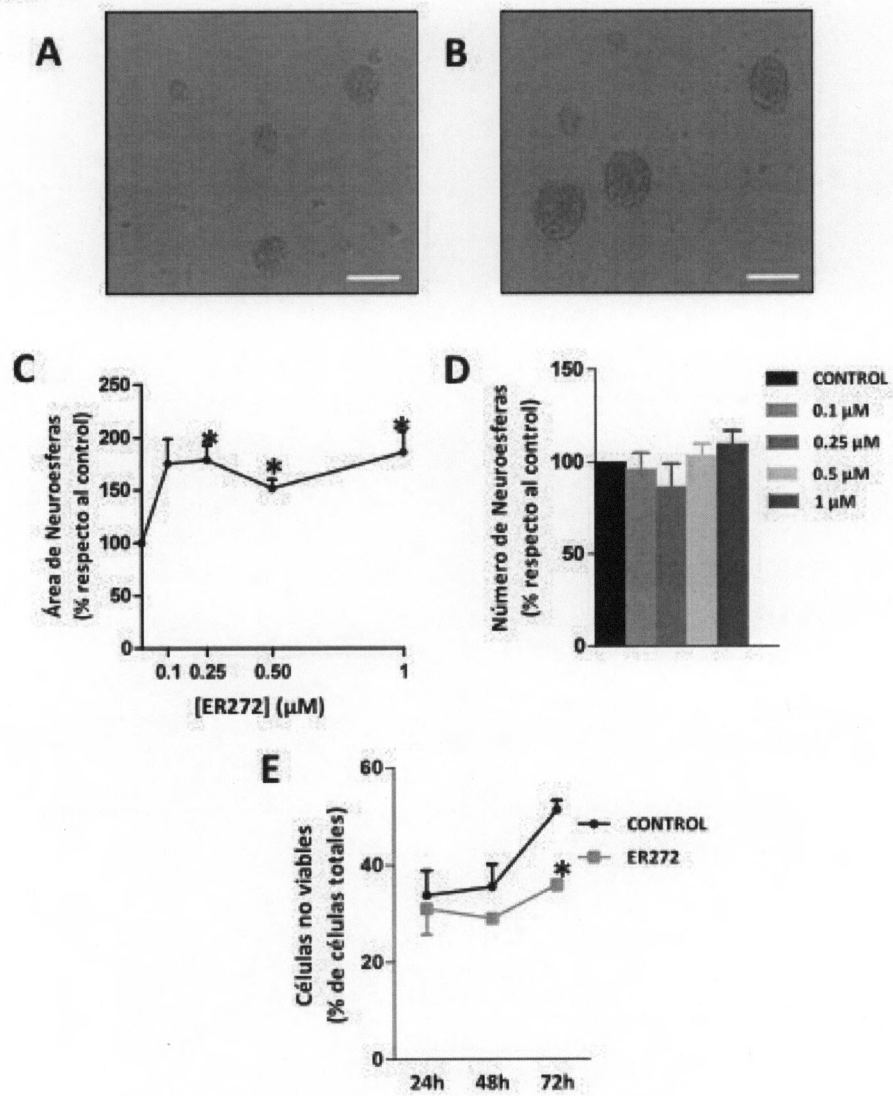 A
B
C
Área de Neuroesferas
(% respecto al control)
250
200
150
100
50
0
*
*
*
0.1 0.25 0.50 1
[ER272] (µM)
D
Número de Neuroesferas
(% respecto al control)
150
100
50
0
CONTROL
0.1 µM
0.25 µM
0.5 µM
1 µM
E
Células no viables
(% de células totales)
60
40
20
0
*
24h 48h 72h
CONTROL
ER272